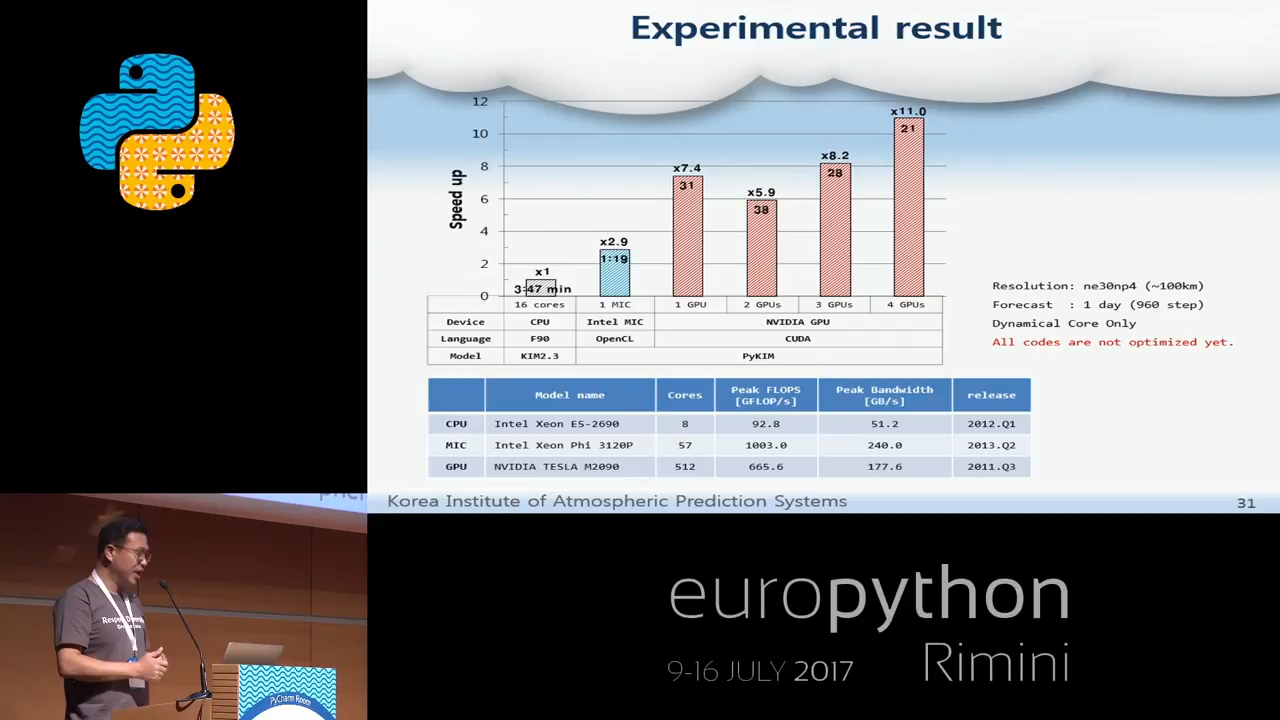 Experimental result
12
10
8
6
4
2
0
Speed up
x1
3:47 min
x2.9
1:19
x7.4
31
x5.9
38
x8.2
28
x11.0
21
16 cores 1 MIC 1 GPU 2 GPUs 3 GPUs 4 GPUs
Device CPU Intel MIC NVIDIA GPU
Language F90 OpenCL CUDA
Model KIM2.3 PyKIM
Resolution: ne30np4 (~100km)
Forecast : 1 day (960 step)
Dynamical Core Only
All codes are not optimized yet.
Model name Cores Peak FLOPS [GFLOP/s] Peak Bandwidth [GB/s] release
CPU Intel Xeon E5-2690 8 92.8 51.2 2012.Q1
MIC Intel Xeon Phi 3120P 57 1003.0 240.0 2013.Q2
GPU NVIDIA TESLA M2090 512 665.6 177.6 2011.Q3
Korea Institute of Atmospheric Prediction Systems
31
PyCharm Room
europython
Rimini
9-16 JULY 2017